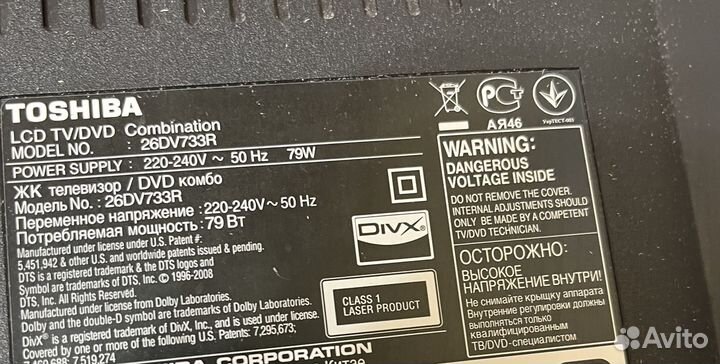 TOSHIBA
LCD TV/DVD Combination
MODEL NO. : 26DV733R
POWER SUPPLY : 220-240V ~ 50 Hz 79W
ЖК телевизор / DVD комбо
Модель No. : 26DV733R
Переменное напряжение : 220-240V ~ 50 Hz
Потребляемая мощность: 79 Вт
Manufactured under license under U.S. Patent #:
5,451,942 & other U.S. and worldwide patents issued & pending.
DTS is a registered trademark & the DTS logos and
DTS, Inc. All Rights Reserved.
© 1996-2008
Manufactured under license from Dolby Laboratories.
Dolby and the double-D symbol are trademarks of Dolby Laboratories.
DivX® is a registered trademark of DivX, Inc., and is used under license.
Covered by one or more of the following U.S. Patents: 7,295,673;
7,519,274
CORPORATION
DIVX
CLASS 1
LASER PRODUCT
РСТ
АЯ46
УкрТЕСТ-003
WARNING:
DANGEROUS
VOLTAGE INSIDE
DO NOT REMOVE THE COVER.
INTERNAL ADJUSTMENTS SHOULD
ONLY BE MADE BY A COMPETENT
TV/DVD TECHNICIAN.
ОСТОРОЖНО:
ВЫСОКОЕ
НАПРЯЖЕНИЕ ВНУТРИ!
Не снимайте крышку аппарата
Внутренние регулировки должны
выполняться только
квалифицированным
ТВ/DVD-специалистом.
Avito